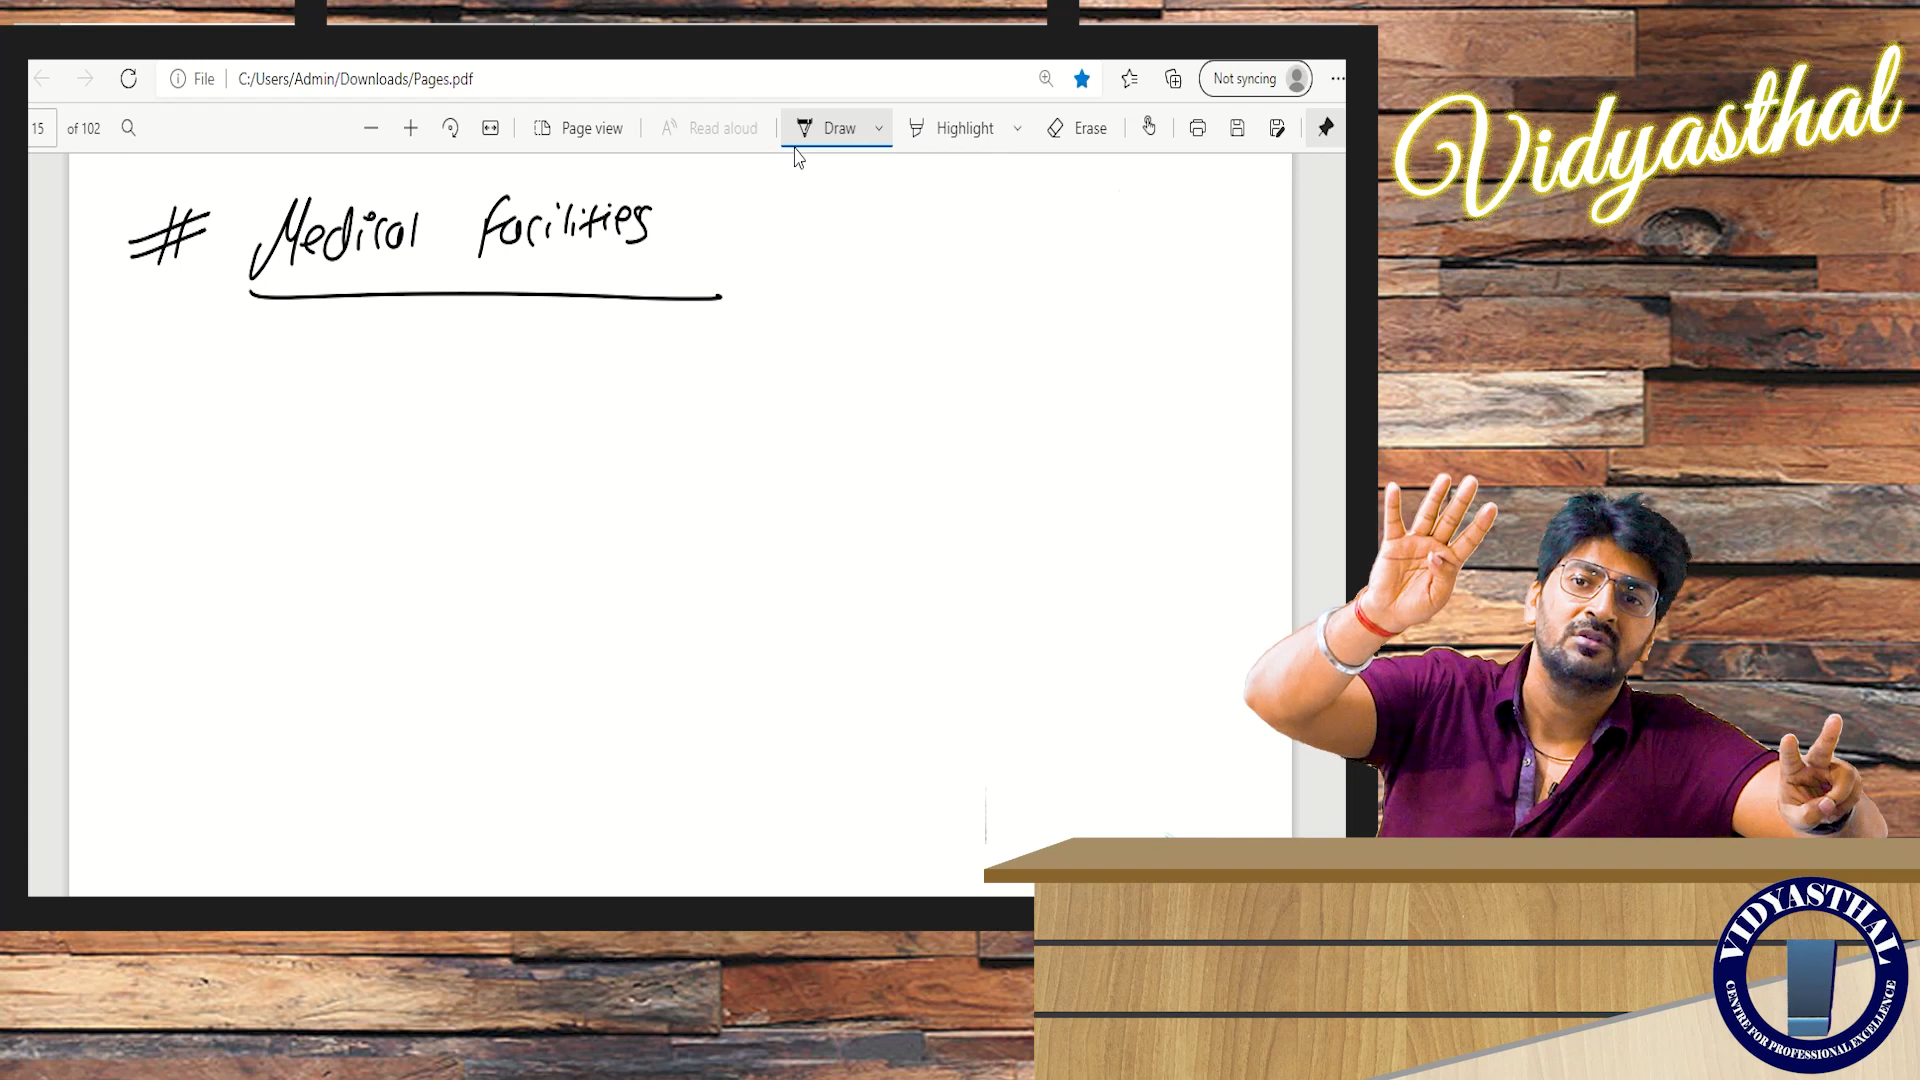 File C:/Users/Admin/Downloads/Pages.pdf Not syncing
15 of 102 Page view Read aloud Draw Highlight Erase
# Medical facilities
Vidyasthal
VIDYASTHAL
CENTRE FOR PROFESSIONAL EXCELLENCE